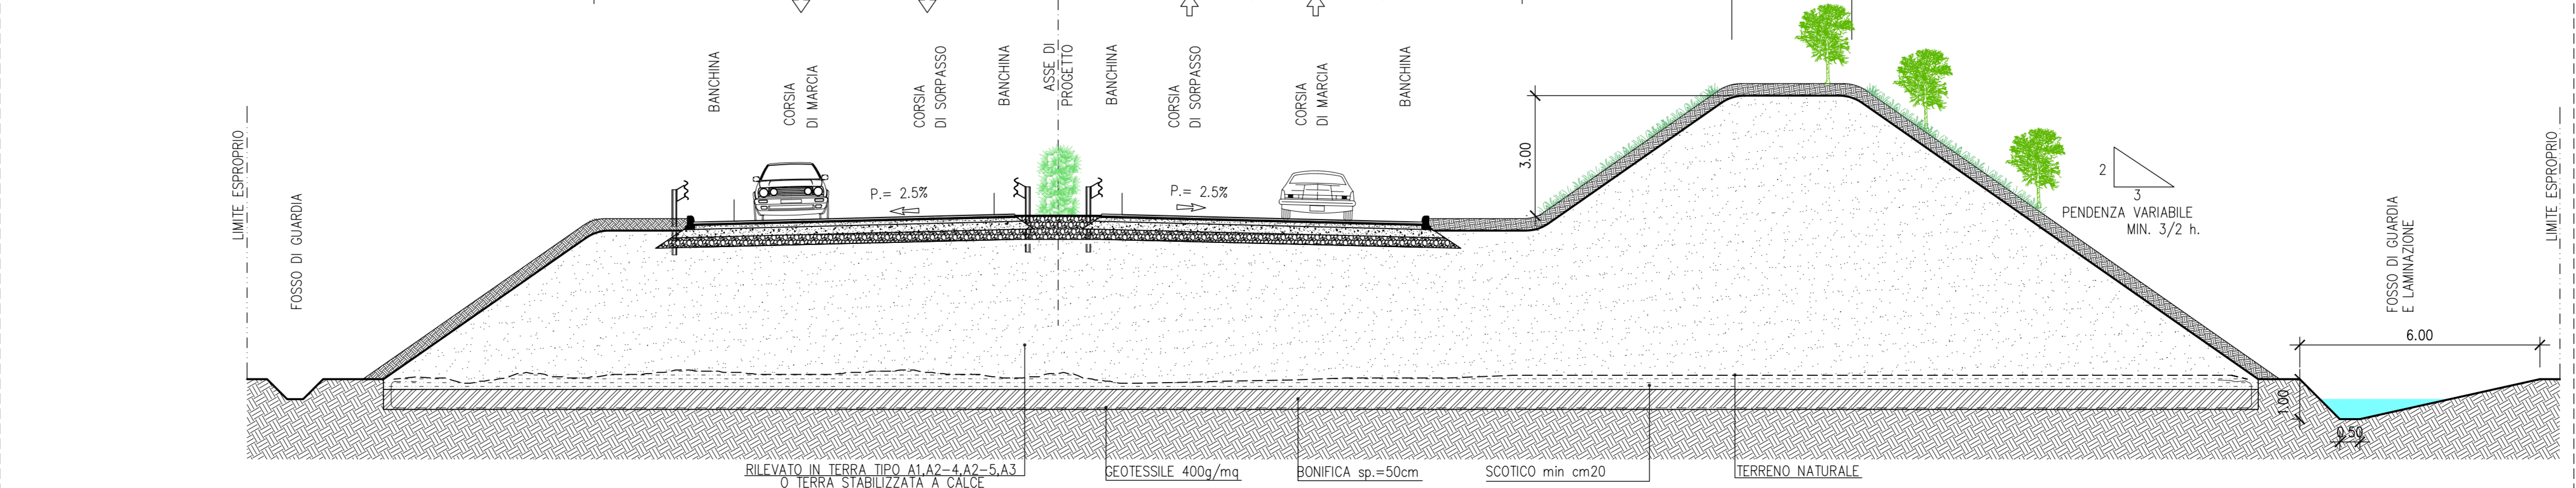 LIMITE ESPROPRIO
FOSSO DI GUARDIA
BANCHINA
CORSIA
DI MARCIA
CORSIA
DI SORPASSO
BANCHINA
ASSE DI
PROGETTO
BANCHINA
CORSIA
DI SORPASSO
CORSIA
DI MARCIA
BANCHINA
P.= 2.5%
P.= 2.5%
3.00
2
3
PENDENZA VARIABILE
MIN. 3/2 h.
FOSSO DI GUARDIA
E LAMINAZIONE
LIMITE ESPROPRIO
6.00
1.00
0.50
RILEVATO IN TERRA TIPO A1,A2-4,A2-5,A3
O TERRA STABILIZZATA A CALCE
GEOTESSILE 400g/mq
BONIFICA sp.=50cm
SCOTICO min cm20
TERRENO NATURALE